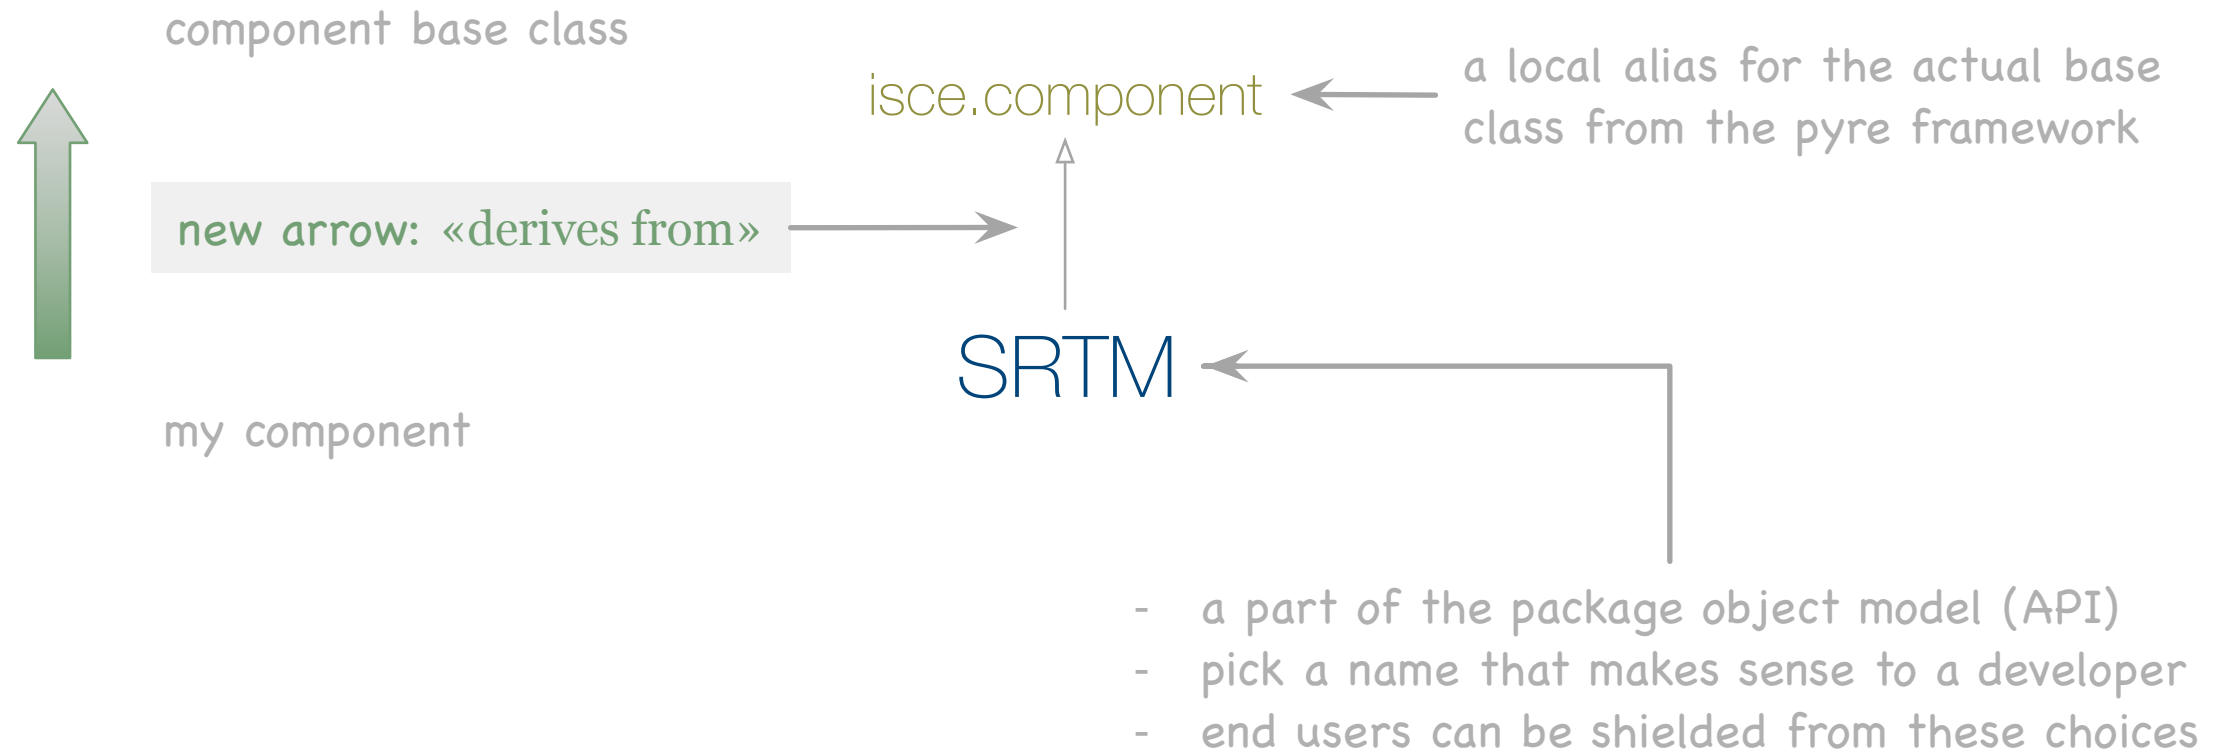 component base class
isce.component
a local alias for the actual base
class from the pyre framework
new arrow: «derives from»
SRTM
my component
- a part of the package object model (API)
- pick a name that makes sense to a developer
- end users can be shielded from these choices